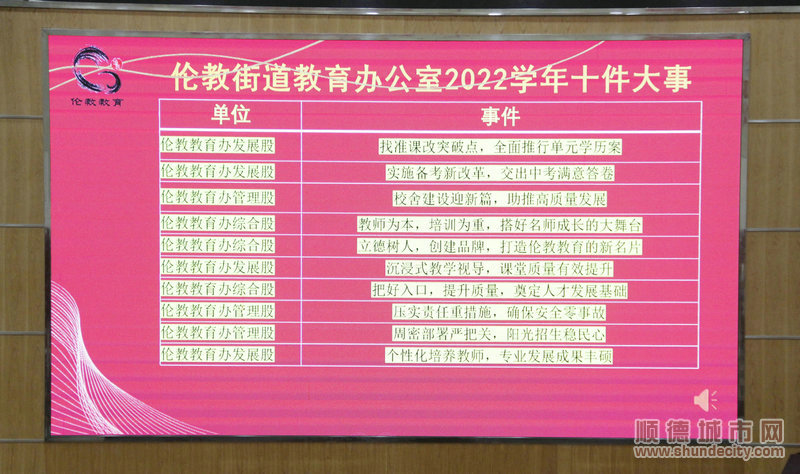 伦教街道教育办公室2022学年十件大事
伦教教育
单位 事件
伦教教育办发展股 找准课改突破点，全面推行单元学历案
伦教教育办发展股 实施备考新改革，交出中考满意答卷
伦教教育办管理股 校舍建设迎新篇，助推高质量发展
伦教教育办综合股 教师为本，培训为重，搭好名师成长的大舞台
伦教教育办综合股 立德树人，创建品牌，打造伦教教育的新名片
伦教教育办发展股 沉浸式教学视导，课堂质量有效提升
伦教教育办综合股 把好入口，提升质量，奠定人才发展基础
伦教教育办管理股 压实责任重措施，确保安全零事故
伦教教育办管理股 周密部署严把关，阳光招生稳民心
伦教教育办发展股 个性化培养教师，专业发展成果丰硕
顺德城市网
www.shundecity.com